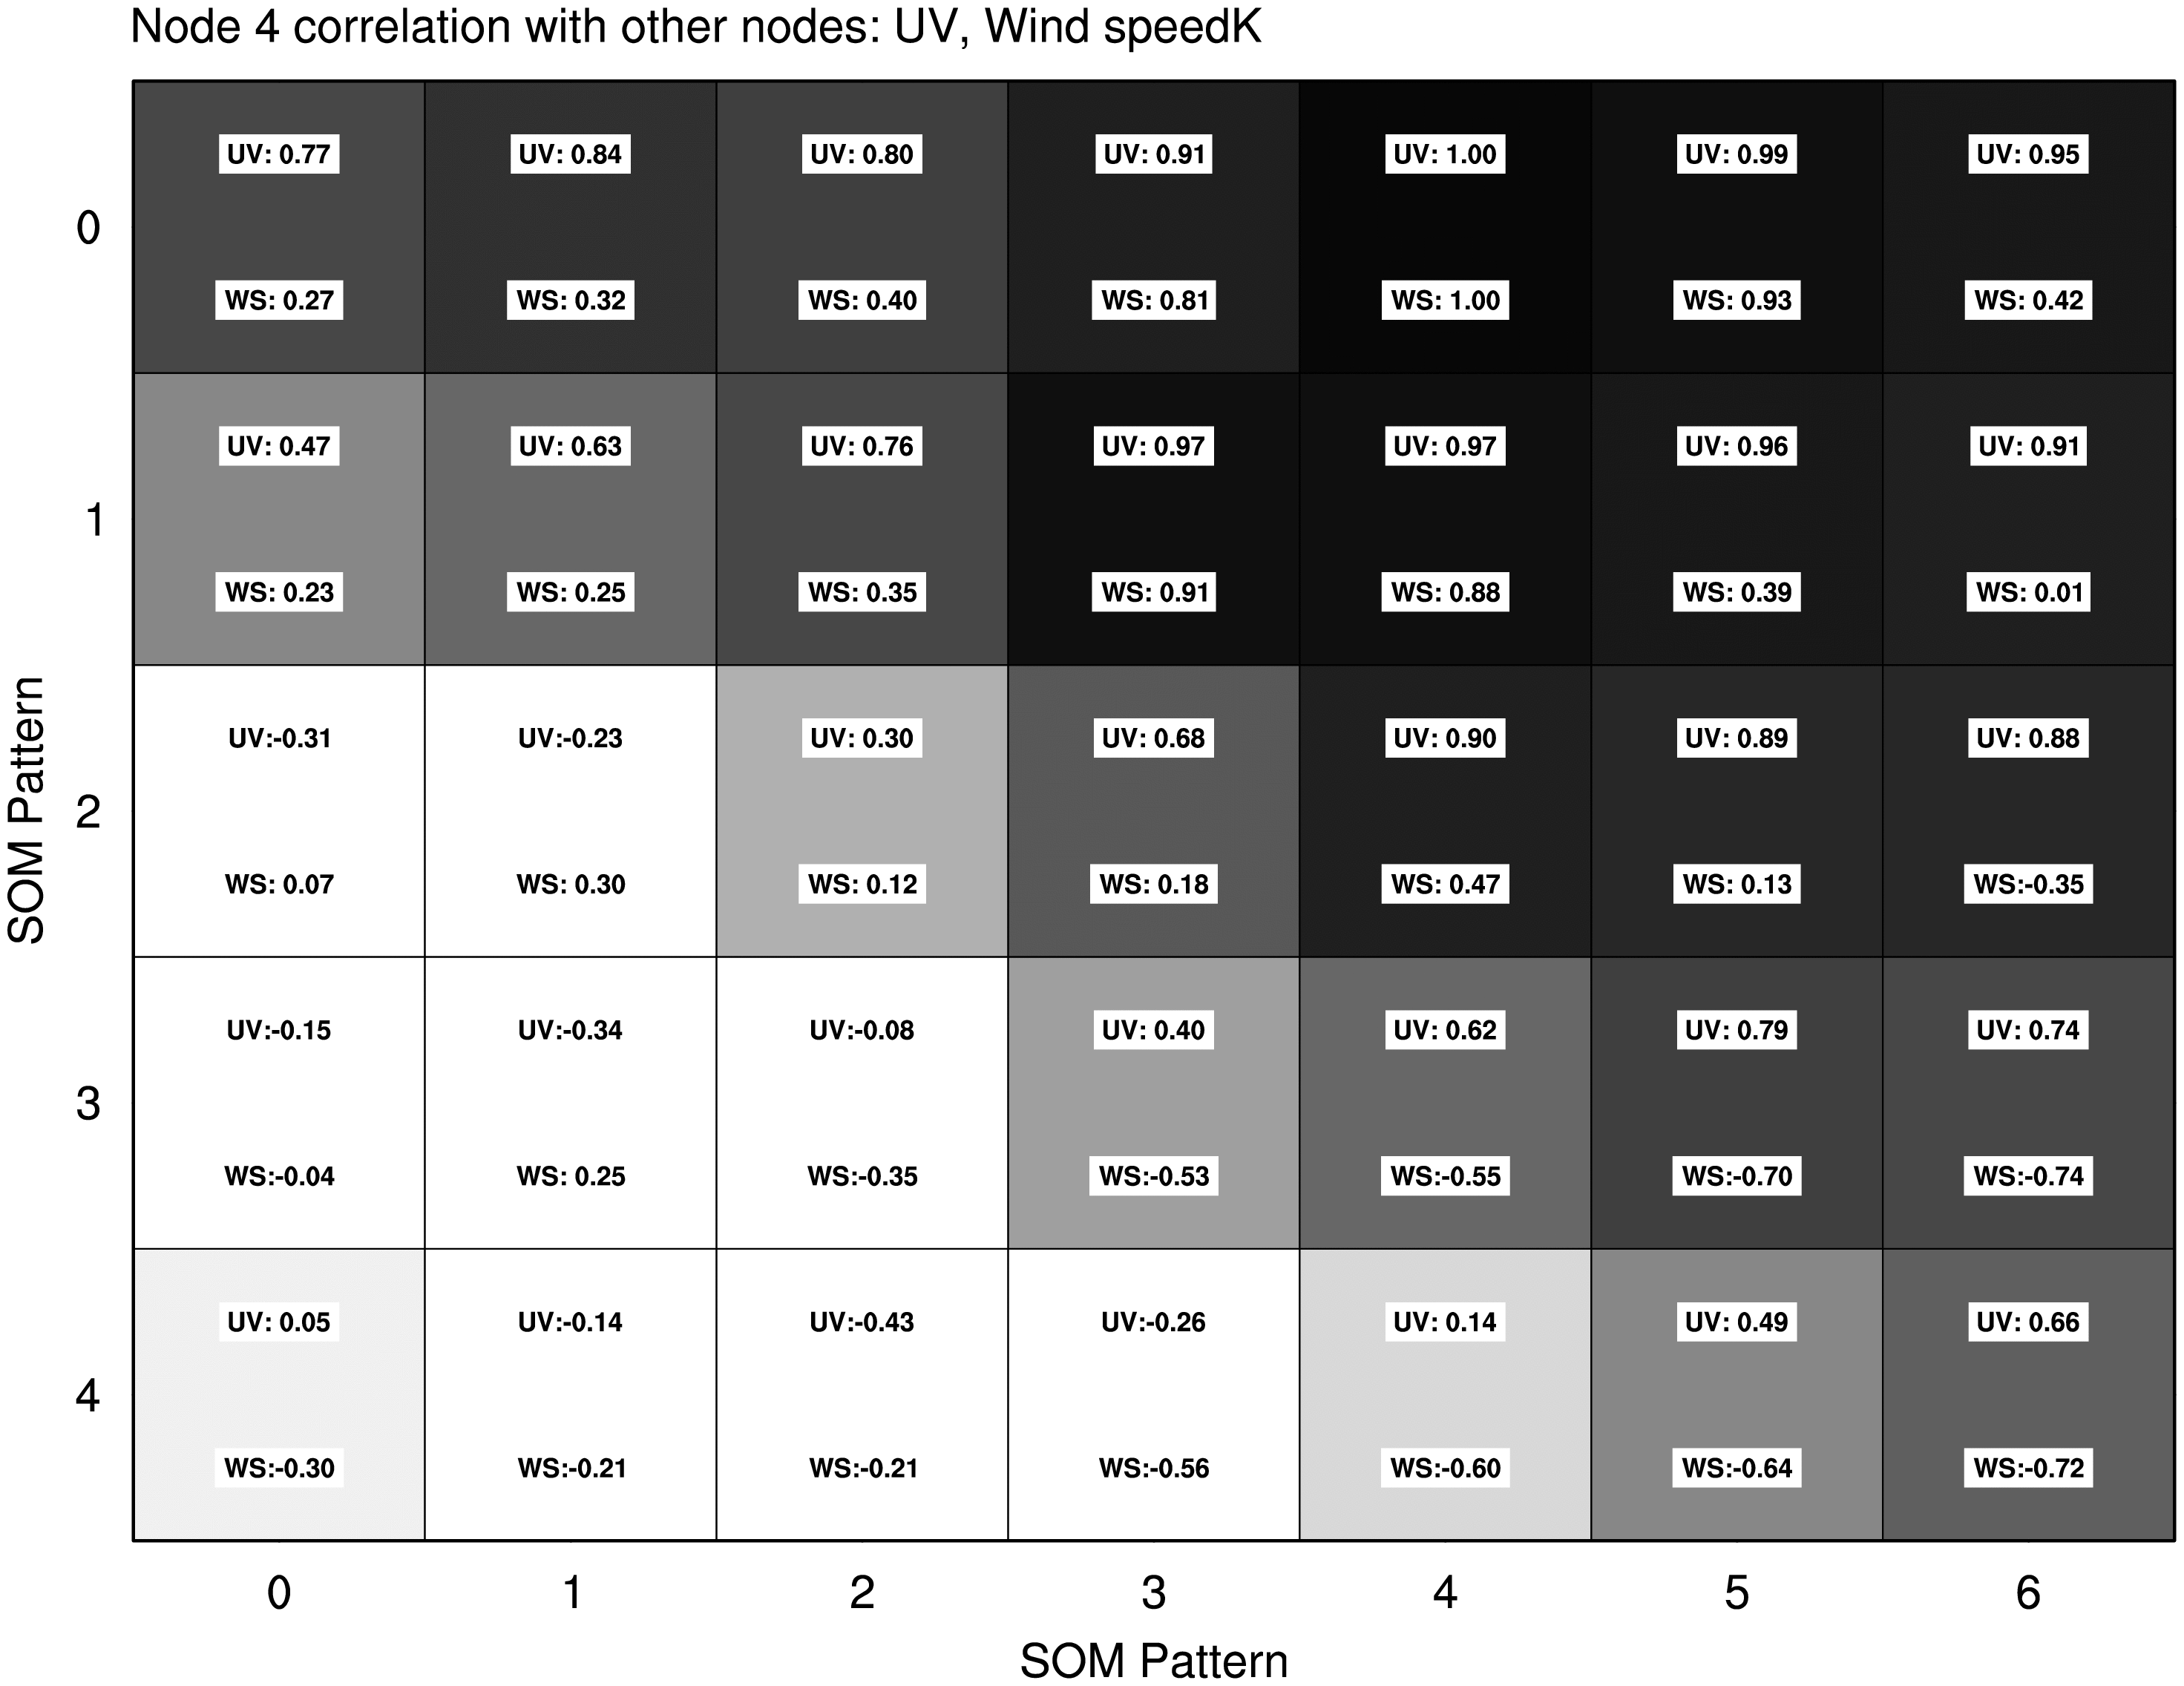 Node 4 correlation with other nodes: UV, Wind speedK
UV: 0.77 UV: 0.84 UV: 0.80 UV: 0.91 UV: 1.00 UV: 0.99 UV: 0.95
0
WS: 0.27 WS: 0.32 WS: 0.40 WS: 0.81 WS: 1.00 WS: 0.93 WS: 0.42
UV: 0.47 UV: 0.63 UV: 0.76 UV: 0.97 UV: 0.97 UV: 0.96 UV: 0.91
1
WS: 0.23 WS: 0.25 WS: 0.35 WS: 0.91 WS: 0.88 WS: 0.39 WS: 0.01
SOM Pattern
UV:-0.31 UV:-0.23 UV: 0.30 UV: 0.68 UV: 0.90 UV: 0.89 UV: 0.88
2
WS: 0.07 WS: 0.30 WS: 0.12 WS: 0.18 WS: 0.47 WS: 0.13 WS:-0.35
UV:-0.15 UV:-0.34 UV:-0.08 UV: 0.40 UV: 0.62 UV: 0.79 UV: 0.74
3
WS:-0.04 WS: 0.25 WS:-0.35 WS:-0.53 WS:-0.55 WS:-0.70 WS:-0.74
UV: 0.05 UV:-0.14 UV:-0.43 UV:-0.26 UV: 0.14 UV: 0.49 UV: 0.66
4
WS:-0.30 WS:-0.21 WS:-0.21 WS:-0.56 WS:-0.60 WS:-0.64 WS:-0.72
0 1 2 3 4 5 6
SOM Pattern